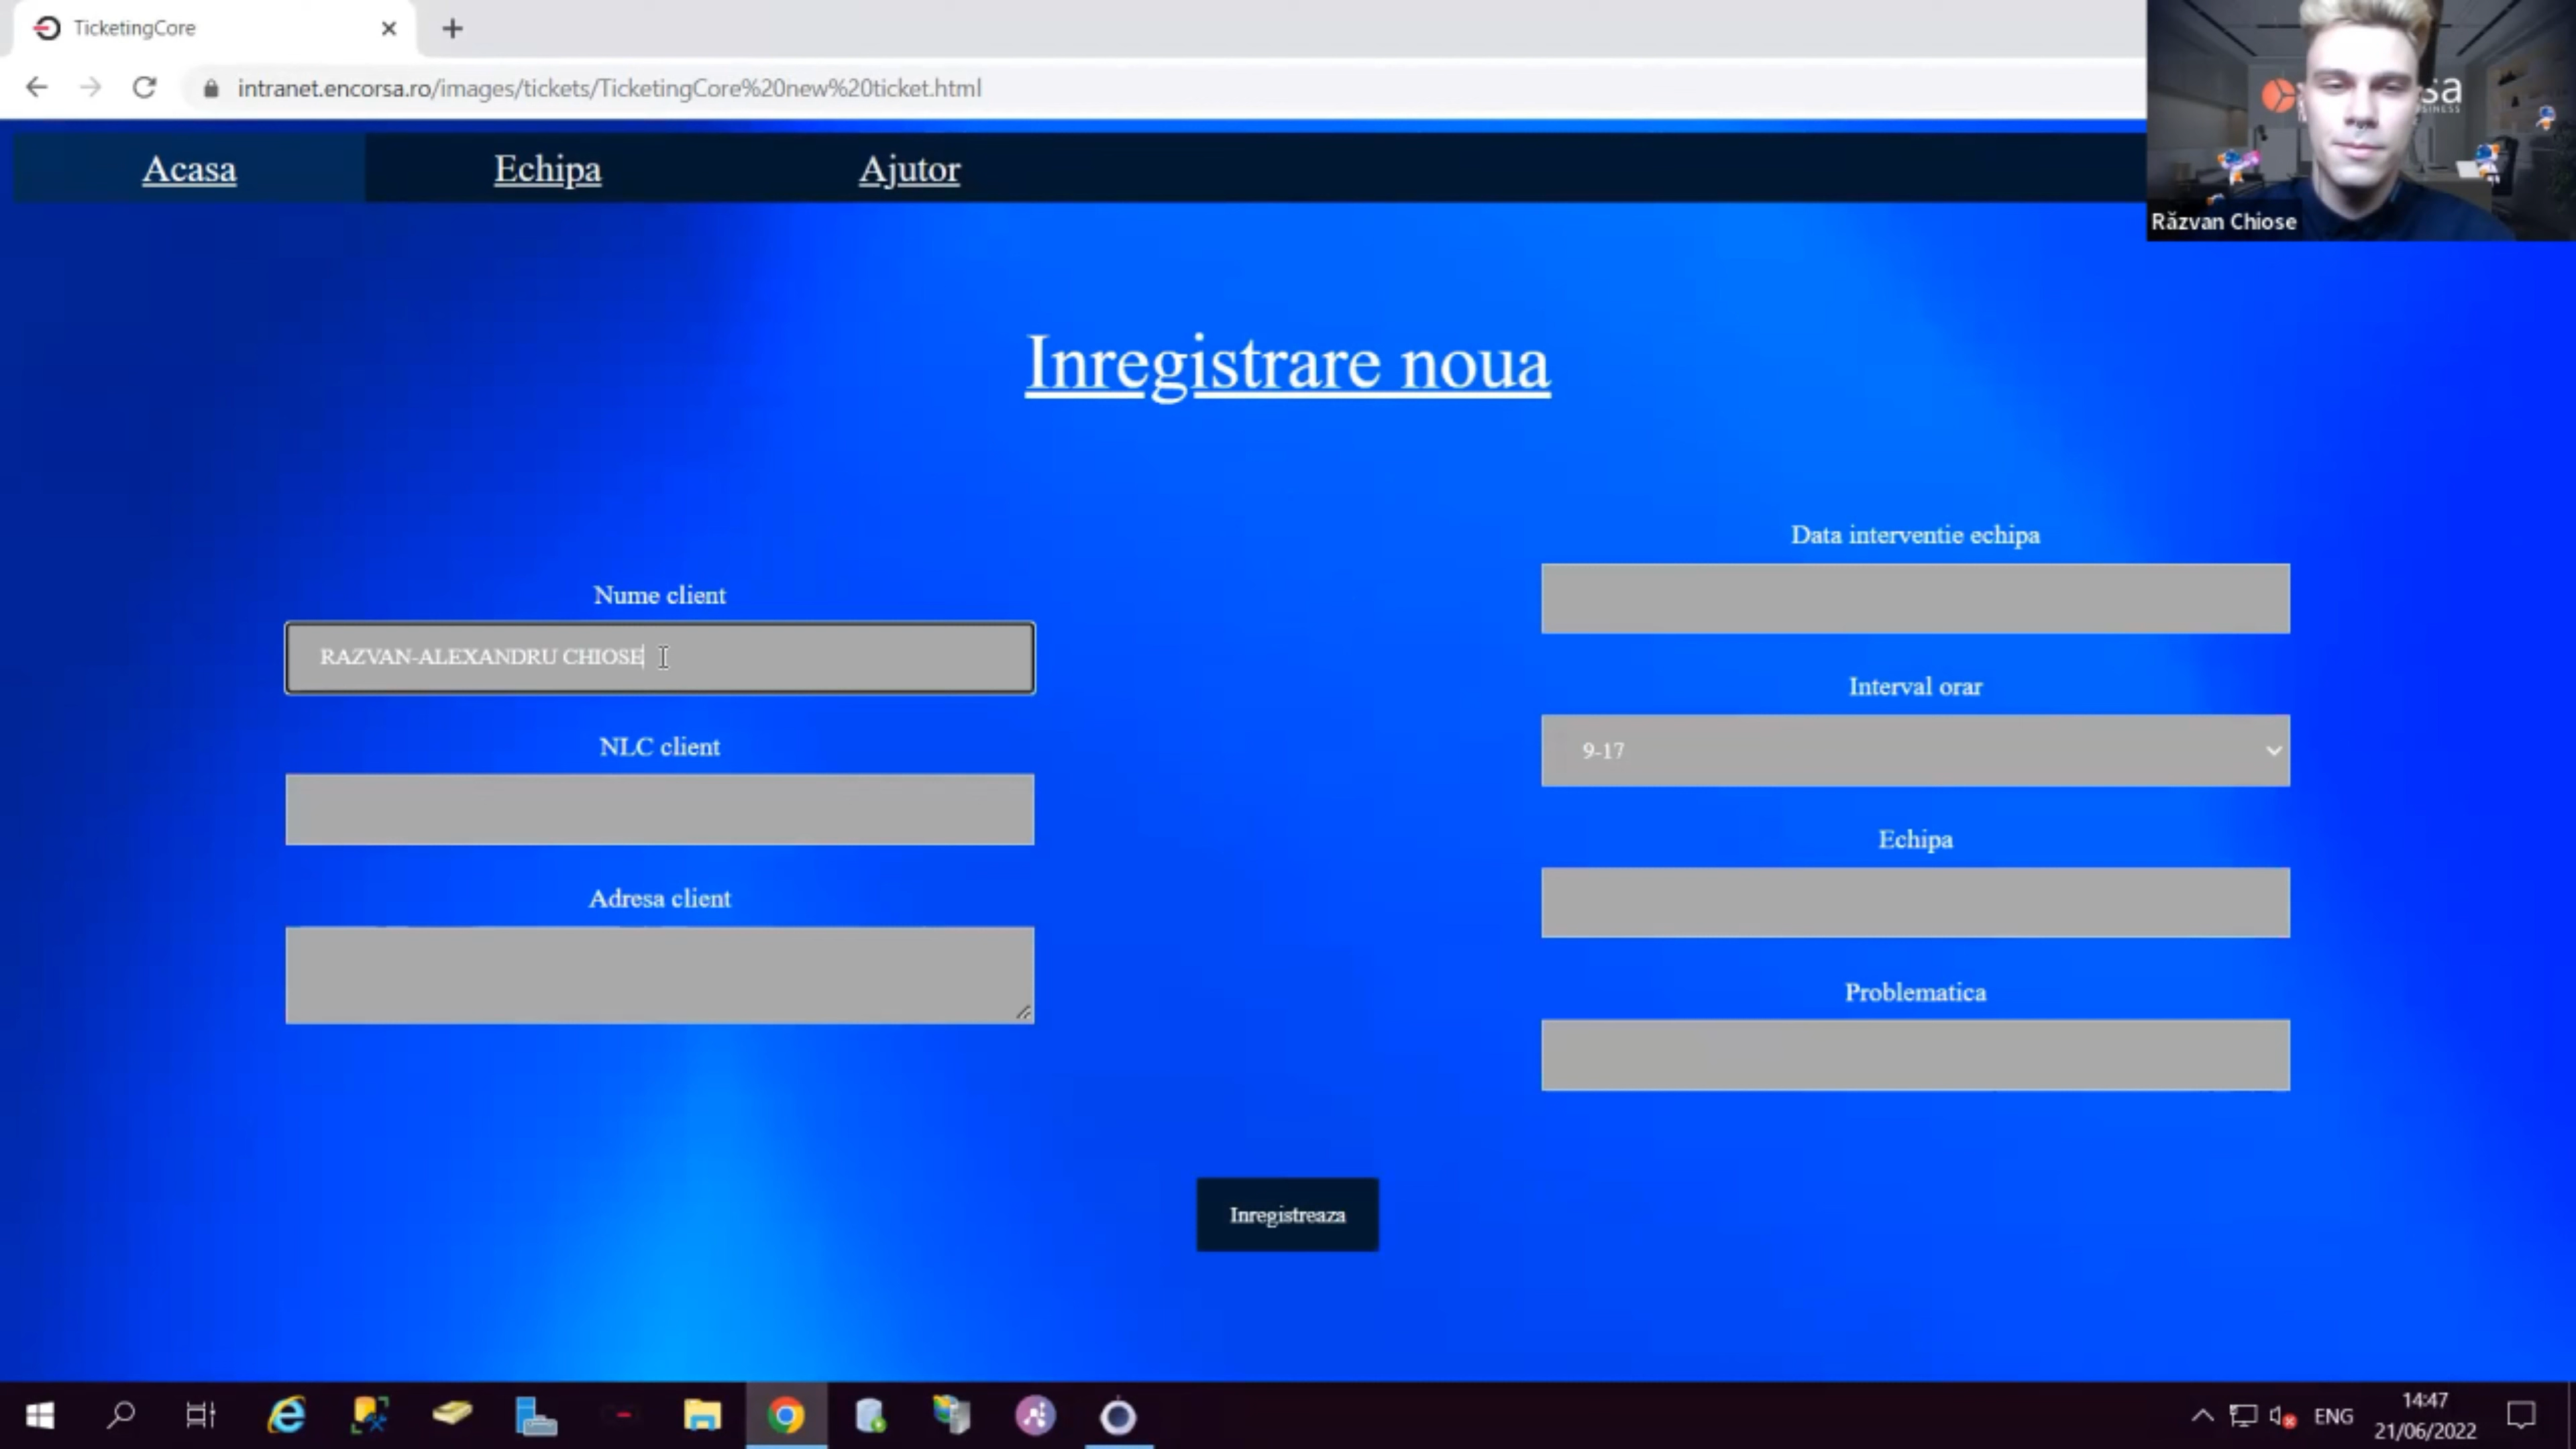 TicketingCore
intranet.encorsa.ro/images/tickets/TicketingCore%20new%20ticket.html
Acasa
Echipa
Ajutor
sa
Răzvan Chiose
Inregistrare noua
Nume client
RAZVAN-ALEXANDRU CHIOSE
NLC client
Adresa client
Data interventie echipa
Interval orar
9-17
Echipa
Problematica
Inregistreaza
ENG
14:47
21/06/2022